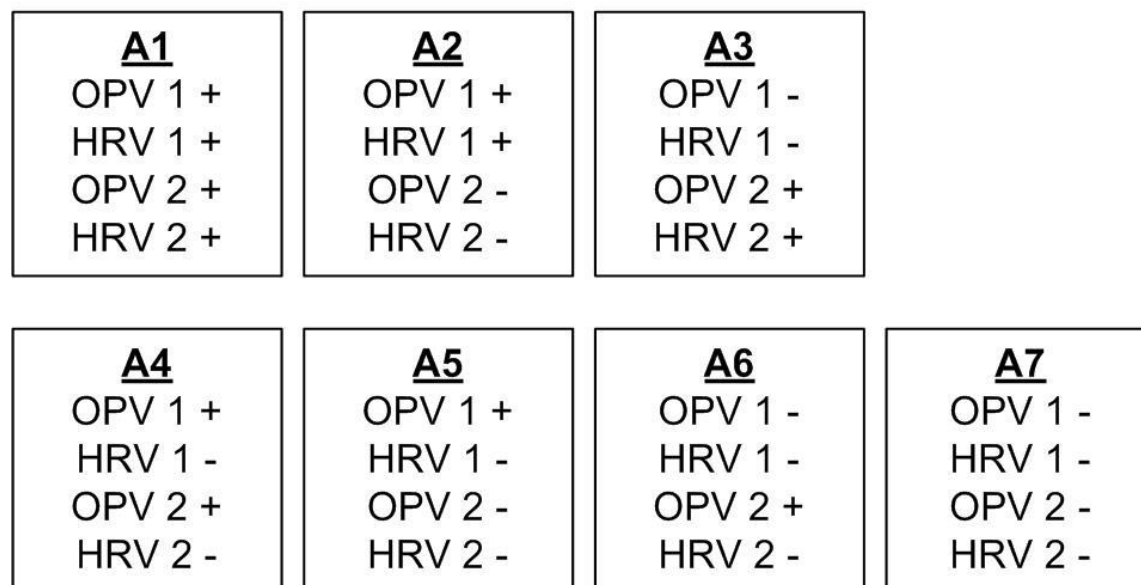 A1
OPV 1 +
HRV 1 +
OPV 2 +
HRV 2 +
A2
OPV 1 +
HRV 1 +
OPV 2 -
HRV 2 -
A3
OPV 1 -
HRV 1 -
OPV 2 +
HRV 2 +
A4
OPV 1 +
HRV 1 -
OPV 2 +
HRV 2 -
A5
OPV 1 +
HRV 1 -
OPV 2 -
HRV 2 -
A6
OPV 1 -
HRV 1 -
OPV 2 +
HRV 2 -
A7
OPV 1 -
HRV 1 -
OPV 2 -
HRV 2 -